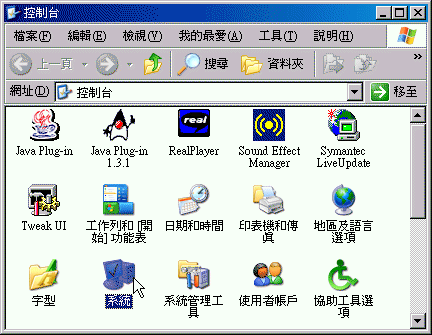 控制台
檔案(F) 編輯(E) 檢視(V) 我的最愛(A) 工具(T) 說明(H)
上一頁 搜尋 資料夾
網址(D) 控制台 移至
Java Plug-in
Java Plug-in
1.3.1
real
RealPlayer
Sound Effect
Manager
Symantec
LiveUpdate
Tweak UI
工作列和 [開
始] 功能表
日期和時間
印表機和傳
真
地區及語言
選項
字型
系統
系統管理工
具
使用者帳戶
協助工具選
項